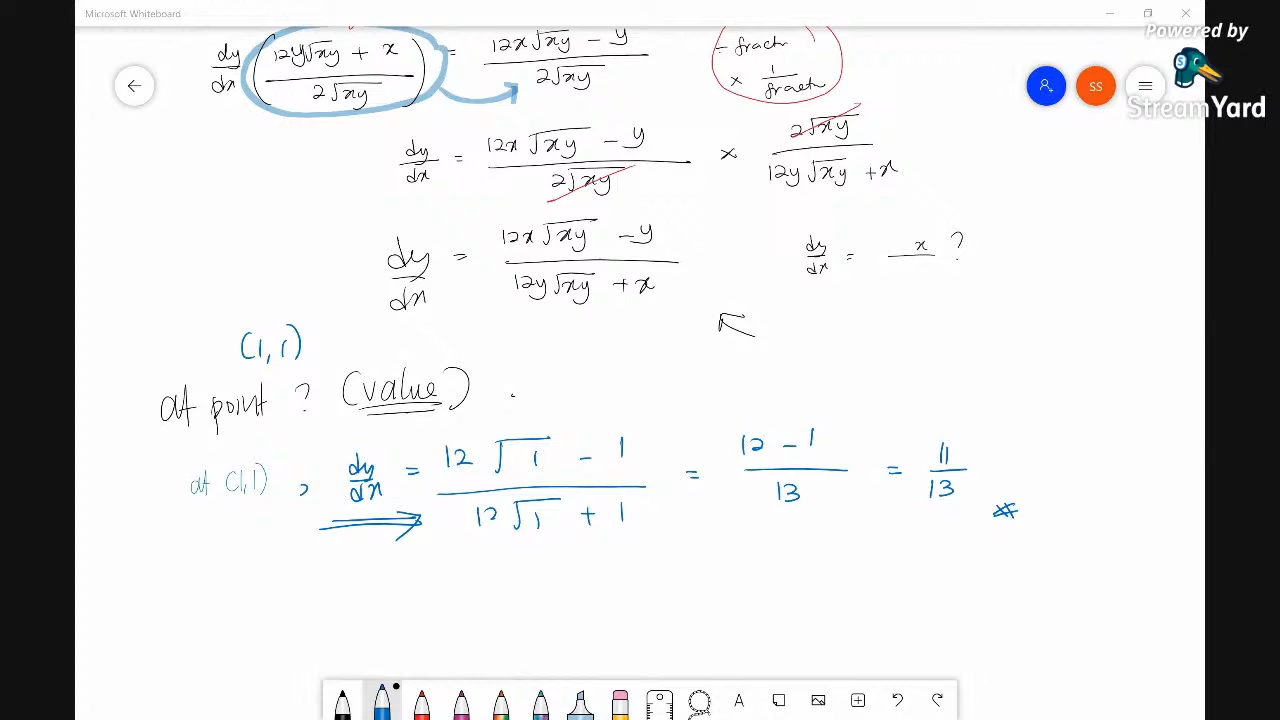 Microsoft Whiteboard
Powered by
StreamYard
SS
dy/dx ( (12y√xy + x) / (2√xy) ) = (12x√xy − y) / (2√xy)
÷ fractn
× 1/fractn
dy/dx = (12x√xy − y) / (2√xy) × (2√xy) / (12y√xy + x)
dy/dx = (12x√xy − y) / (12y√xy + x)
dy/dx = x/ ?
(1, 1)
at point ? (value)
at (1,1) , dy/dx = (12√1 − 1) / (12√1 + 1) = (12 − 1) / 13 = 11/13
A